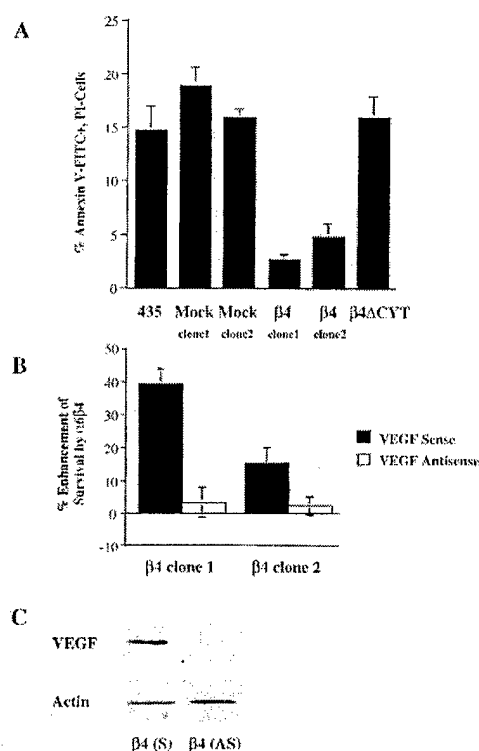 A
% Annexin V-FITC+, PI-Cells
25
20
15
10
5
0
435 Mock Mock β4 β4 β4ΔCYT
clone1 clone2 clone1 clone2
B
% Enhancement of
Survival by α6β4
50
40
30
20
10
0
-10
VEGF Sense
VEGF Antisense
β4 clone 1 β4 clone 2
C
VEGF
Actin
β4 (S) β4 (AS)